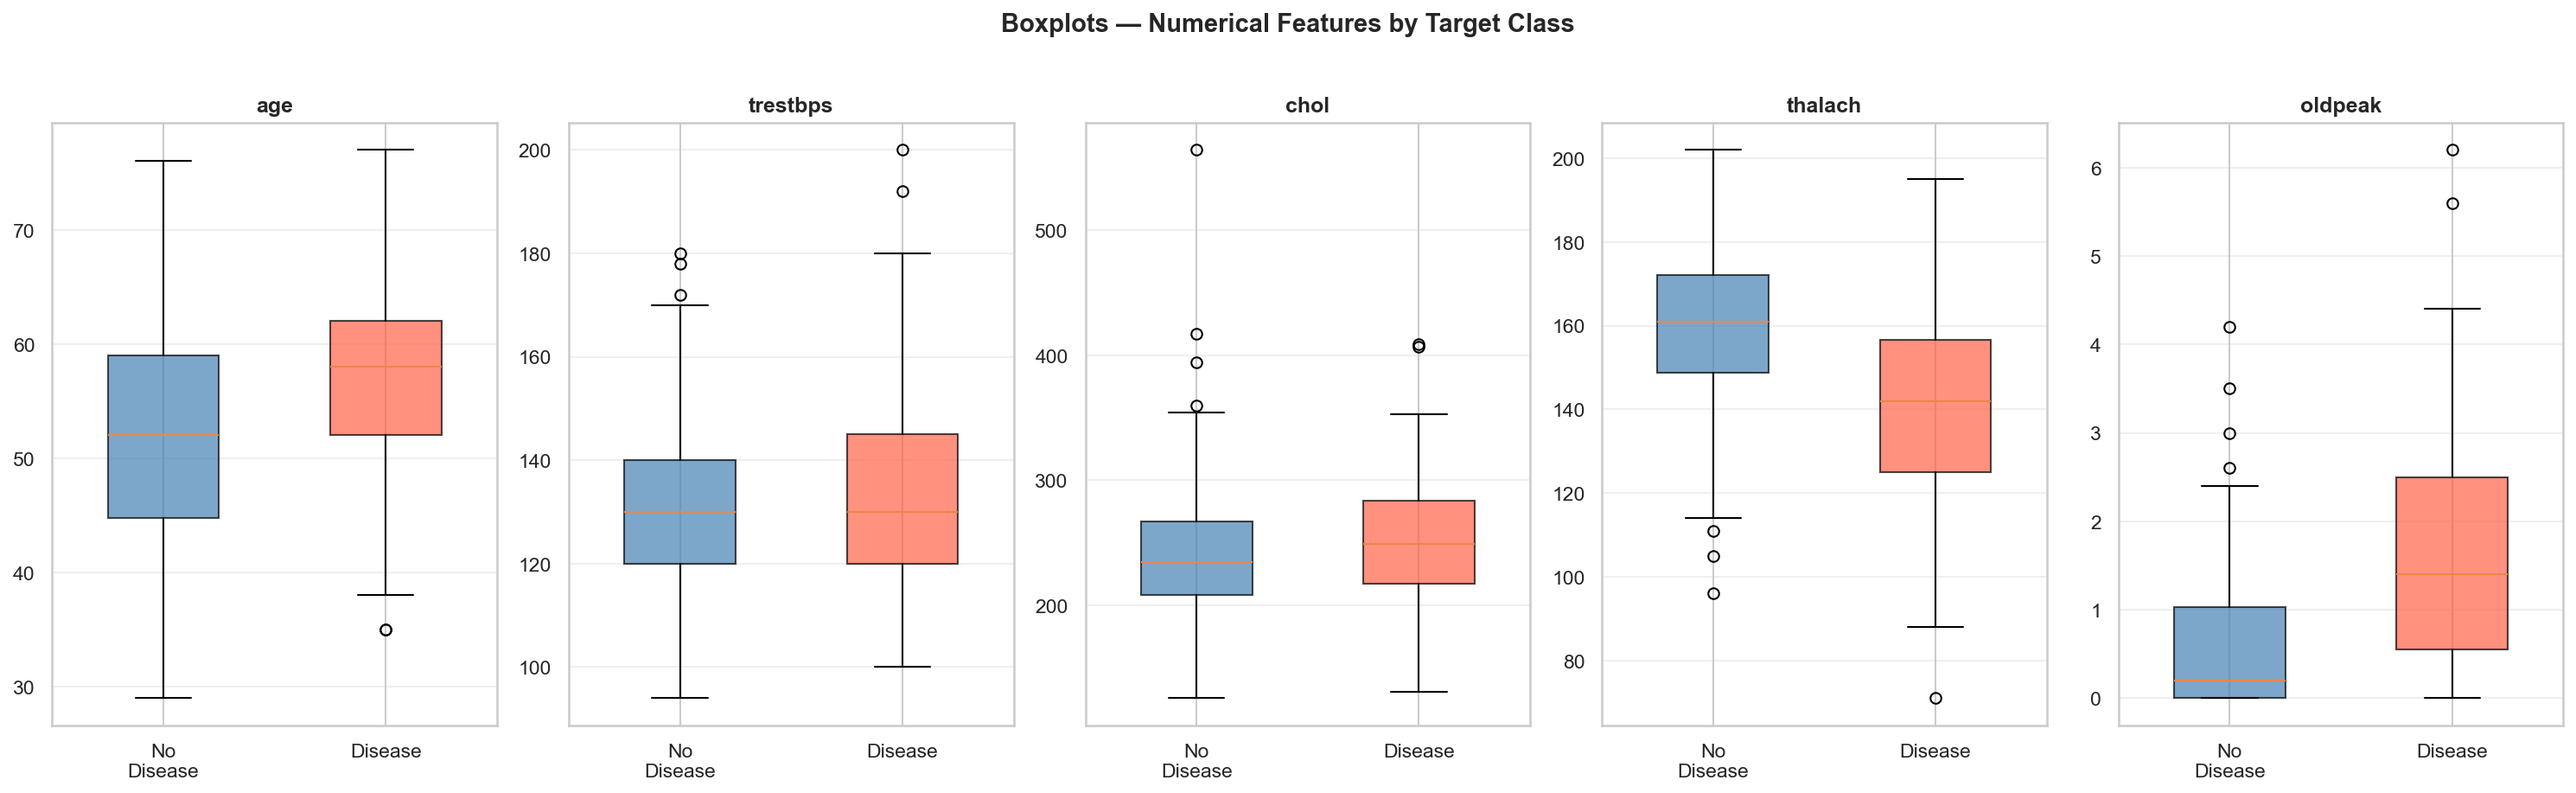 Boxplots — Numerical Features by Target Class
age
70
60
50
40
30
No
Disease
Disease
trestbps
200
180
160
140
120
100
No
Disease
Disease
chol
500
400
300
200
No
Disease
Disease
thalach
200
180
160
140
120
100
80
No
Disease
Disease
oldpeak
6
5
4
3
2
1
0
No
Disease
Disease